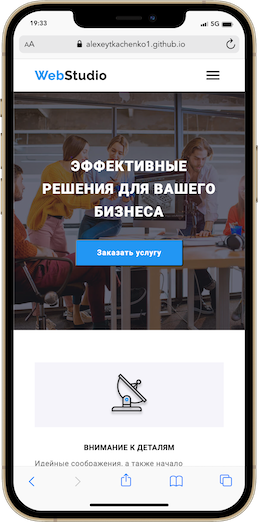 19:33
5G
AA
alexeytkachenko1.github.io
WebStudio
ЭФФЕКТИВНЫЕ
РЕШЕНИЯ ДЛЯ ВАШЕГО
БИЗНЕСА
Заказать услугу
ВНИМАНИЕ К ДЕТАЛЯМ
Идейные соображения, а также начало